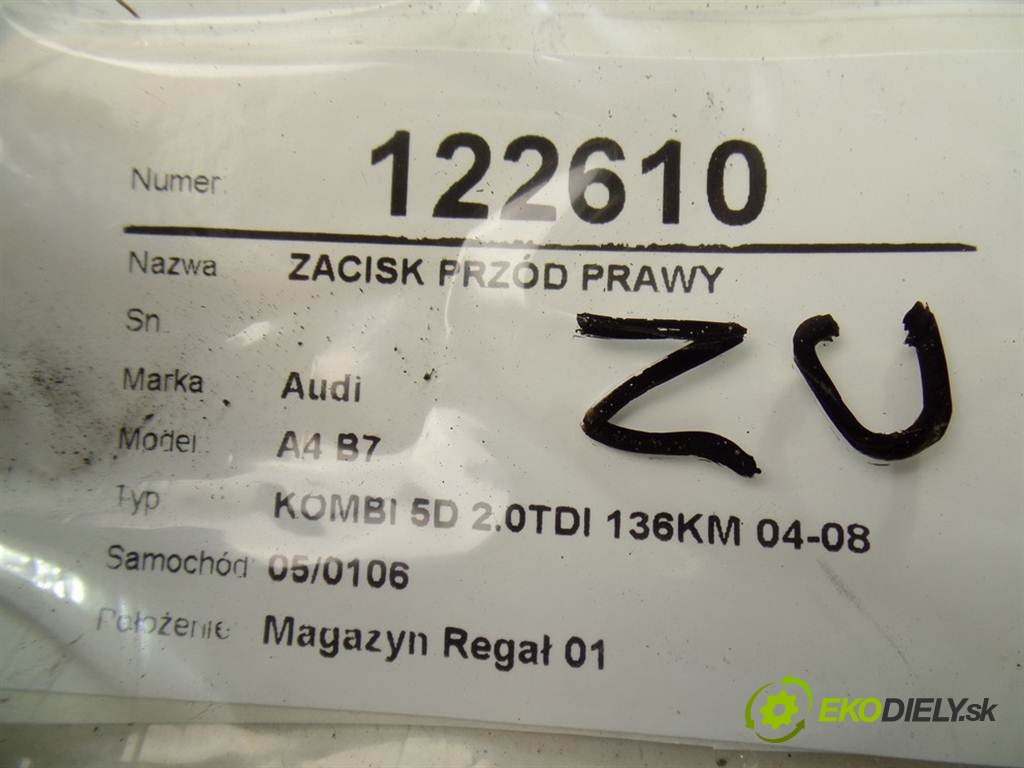 Numer. 122610
Nazwa ZACISK PRZÓD PRAWY
Sn.
ZU
Marka Audi
Model. A4 B7
Typ KOMBI 5D 2.0TDI 136KM 04-08
Samochód 05/0106
Położenie Magazyn Regał 01
EKODIELY.sk